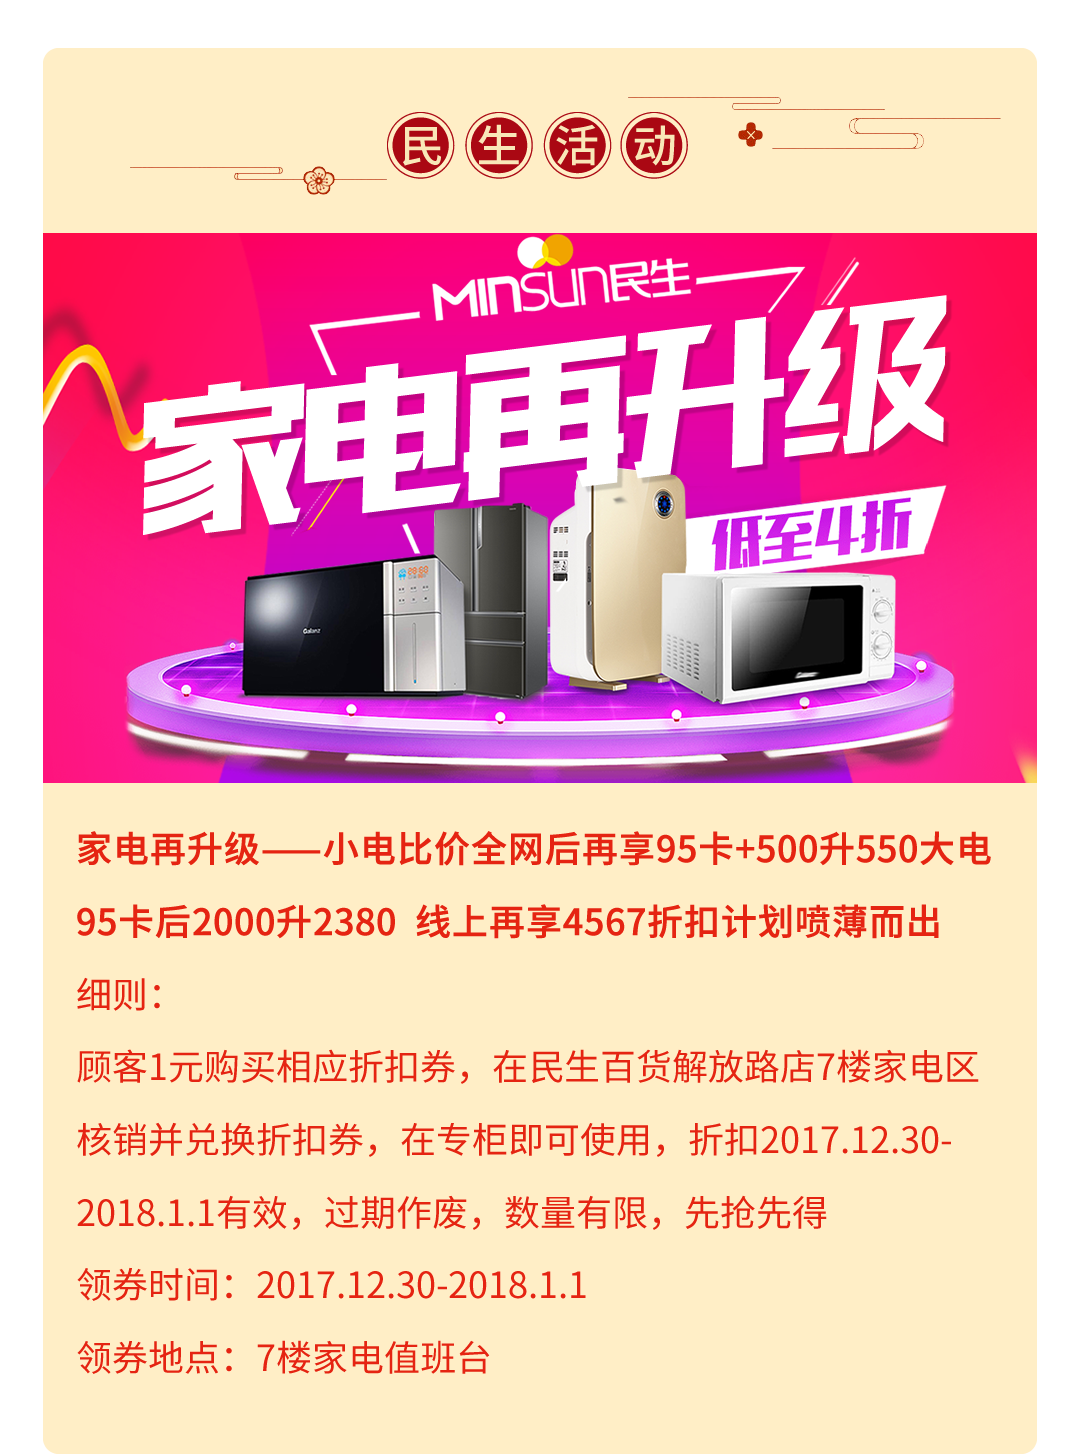 民生活动
MINSUN民生
家电再升级
低至4折
Galanz
家电再升级——小电比价全网后再享95卡+500升550大电
95卡后2000升2380 线上再享4567折扣计划喷薄而出
细则：
顾客1元购买相应折扣券，在民生百货解放路店7楼家电区
核销并兑换折扣券，在专柜即可使用，折扣2017.12.30-
2018.1.1有效，过期作废，数量有限，先抢先得
领券时间：2017.12.30-2018.1.1
领券地点：7楼家电值班台